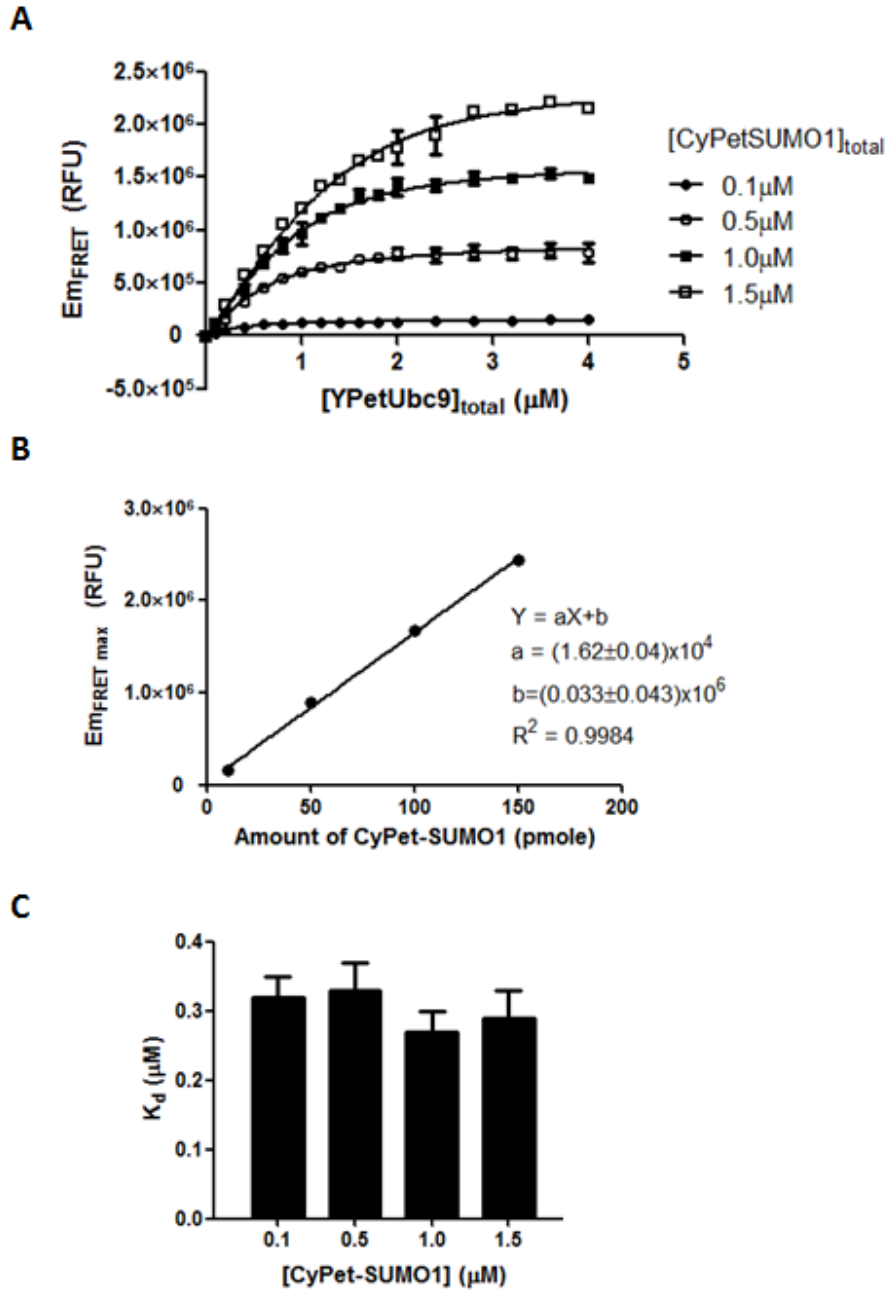 A
2.5×10⁶
2.0×10⁶
1.5×10⁶
1.0×10⁶
5.0×10⁵
0
-5.0×10⁵
Em_FRET (RFU)
1 2 3 4 5
[YPetUbc9]_total (μM)
[CyPetSUMO1]_total
0.1μM
0.5μM
1.0μM
1.5μM
B
3.0×10⁶
2.0×10⁶
1.0×10⁶
0
Em_FRET max (RFU)
0 50 100 150 200
Amount of CyPet-SUMO1 (pmole)
Y = aX+b
a = (1.62±0.04)x10⁴
b=(0.033±0.043)x10⁶
R² = 0.9984
C
0.4
0.3
0.2
0.1
0.0
K_d (μM)
0.1 0.5 1.0 1.5
[CyPet-SUMO1] (μM)